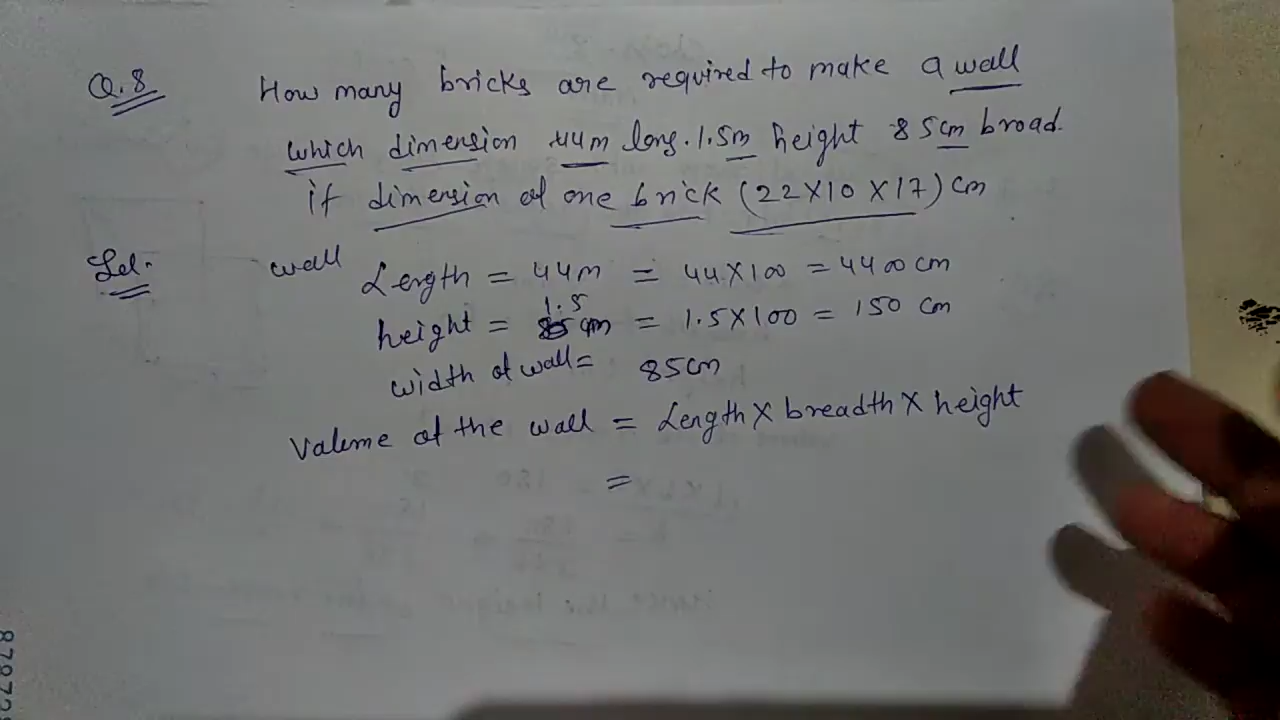 Q.8 How many bricks are required to make a wall
which dimension 44m long. 1.5m height 85cm broad.
if dimension of one brick (22X10X17) cm
Sol. wall Length = 44m = 44X100 = 4400 cm
height = 1.5 m = 1.5X100 = 150 cm
width of wall = 85cm
Valume of the wall = Length X breadth X height
=